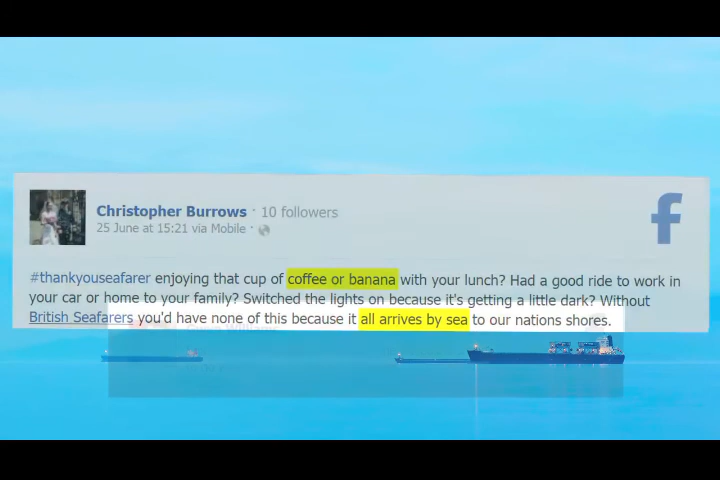 Christopher Burrows · 10 followers
25 June at 15:21 via Mobile ·
#thankyouseafarer enjoying that cup of coffee or banana with your lunch? Had a good ride to work in
your car or home to your family? Switched the lights on because it's getting a little dark? Without
British Seafarers you'd have none of this because it all arrives by sea to our nations shores.